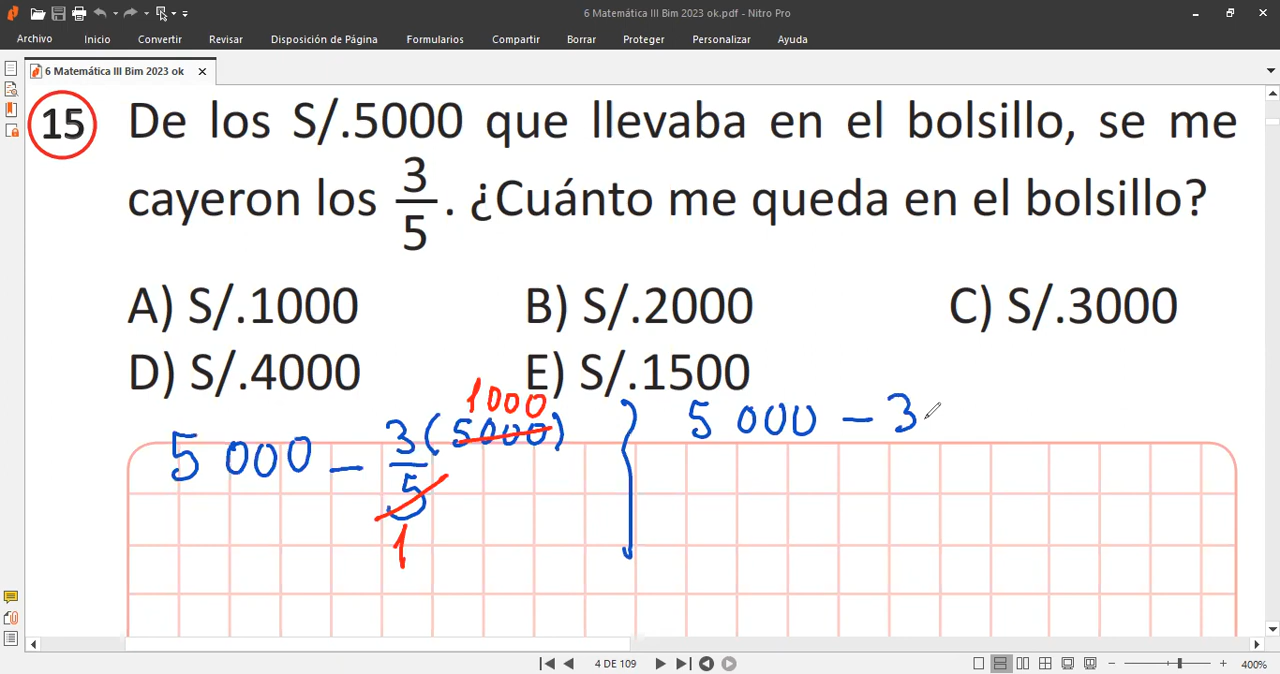 6 Matemática III Bim 2023 ok.pdf - Nitro Pro
Archivo Inicio Convertir Revisar Disposición de Página Formularios Compartir Borrar Proteger Personalizar Ayuda
6 Matemática III Bim 2023 ok
15 De los S/.5000 que llevaba en el bolsillo, se me
cayeron los 3/5. ¿Cuánto me queda en el bolsillo?
A) S/.1000 B) S/.2000 C) S/.3000
D) S/.4000 E) S/.1500
1000
5 000 - 3/5 (5000) 5 000 - 3
1
4 DE 109 400%